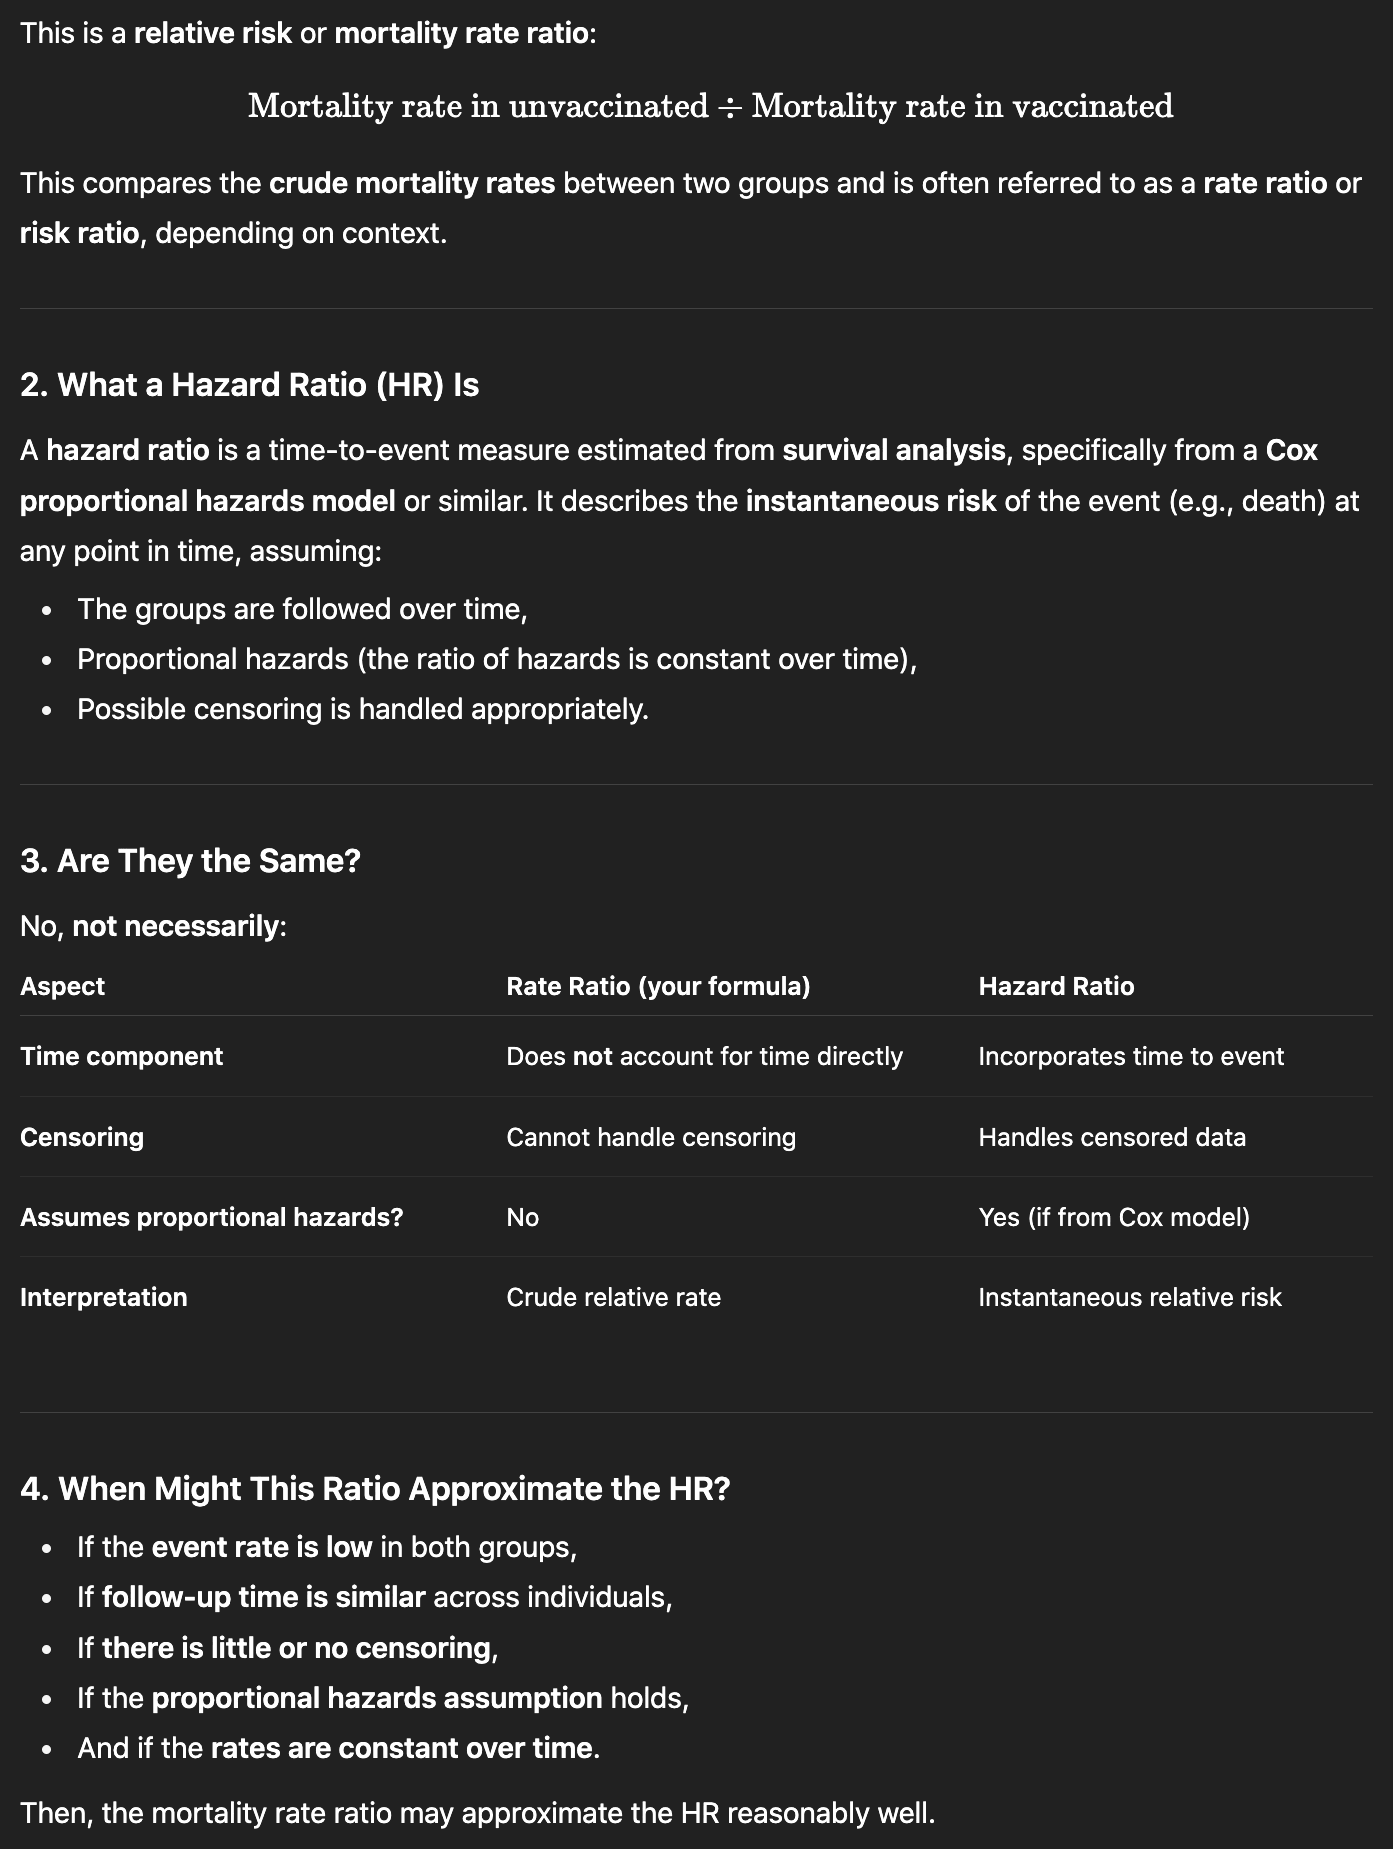 This is a relative risk or mortality rate ratio:
Mortality rate in unvaccinated ÷ Mortality rate in vaccinated
This compares the crude mortality rates between two groups and is often referred to as a rate ratio or
risk ratio, depending on context.
2. What a Hazard Ratio (HR) Is
A hazard ratio is a time-to-event measure estimated from survival analysis, specifically from a Cox
proportional hazards model or similar. It describes the instantaneous risk of the event (e.g., death) at
any point in time, assuming:
• The groups are followed over time,
• Proportional hazards (the ratio of hazards is constant over time),
• Possible censoring is handled appropriately.
3. Are They the Same?
No, not necessarily:
Aspect Rate Ratio (your formula) Hazard Ratio
Time component Does not account for time directly Incorporates time to event
Censoring Cannot handle censoring Handles censored data
Assumes proportional hazards? No Yes (if from Cox model)
Interpretation Crude relative rate Instantaneous relative risk
4. When Might This Ratio Approximate the HR?
• If the event rate is low in both groups,
• If follow-up time is similar across individuals,
• If there is little or no censoring,
• If the proportional hazards assumption holds,
• And if the rates are constant over time.
Then, the mortality rate ratio may approximate the HR reasonably well.